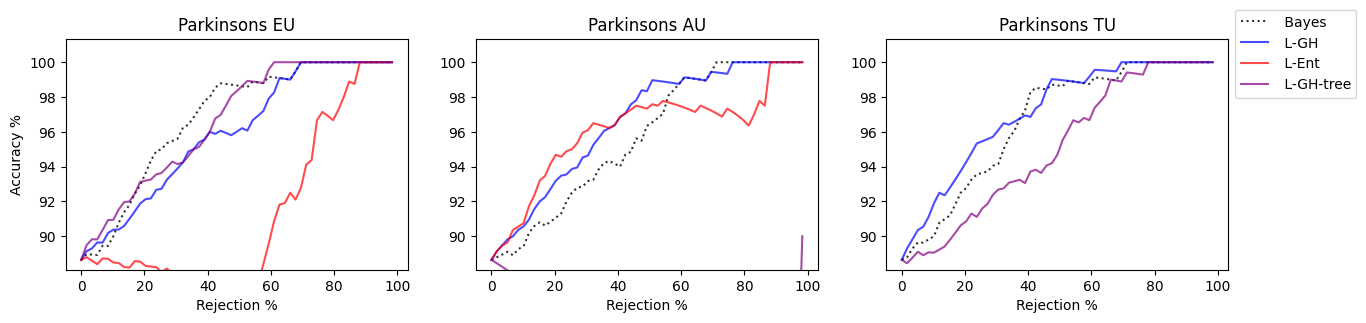 Parkinsons EU
Parkinsons AU
Parkinsons TU
Bayes
L-GH
L-Ent
L-GH-tree
Accuracy %
100
98
96
94
92
90
0 20 40 60 80 100
Rejection %
100
98
96
94
92
90
0 20 40 60 80 100
Rejection %
100
98
96
94
92
90
0 20 40 60 80 100
Rejection %